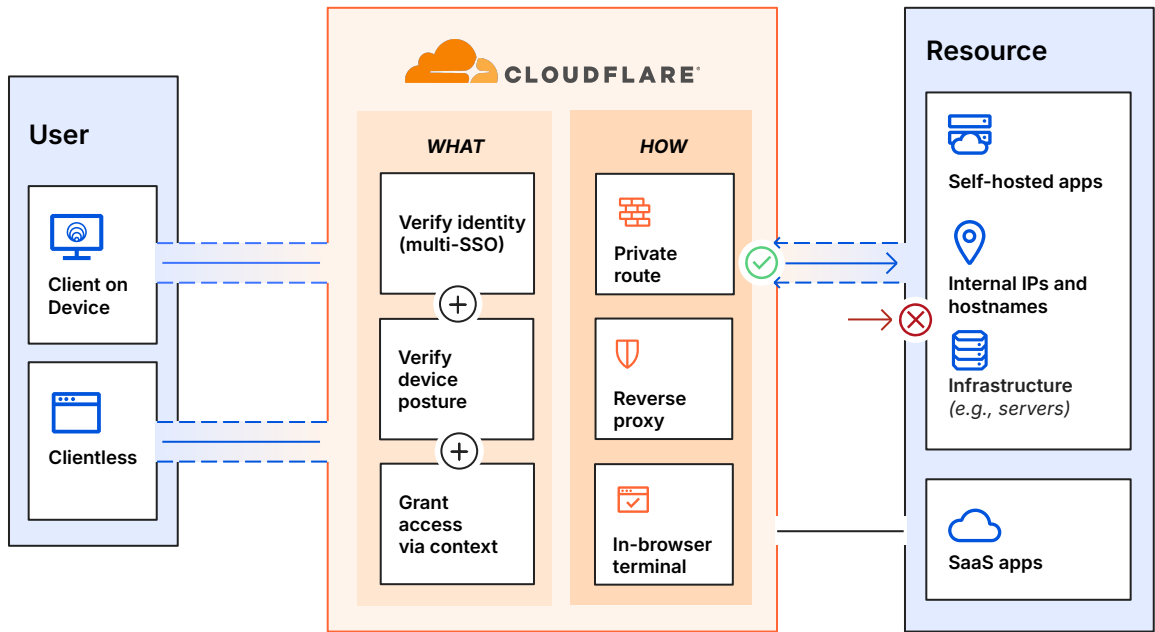 User
Client on
Device
Clientless
CLOUDFLARE
WHAT
Verify identity
(multi-SSO)
Verify
device
posture
Grant
access
via context
HOW
Private
route
Reverse
proxy
In-browser
terminal
Resource
Self-hosted apps
Internal IPs and
hostnames
Infrastructure
(e.g., servers)
SaaS apps